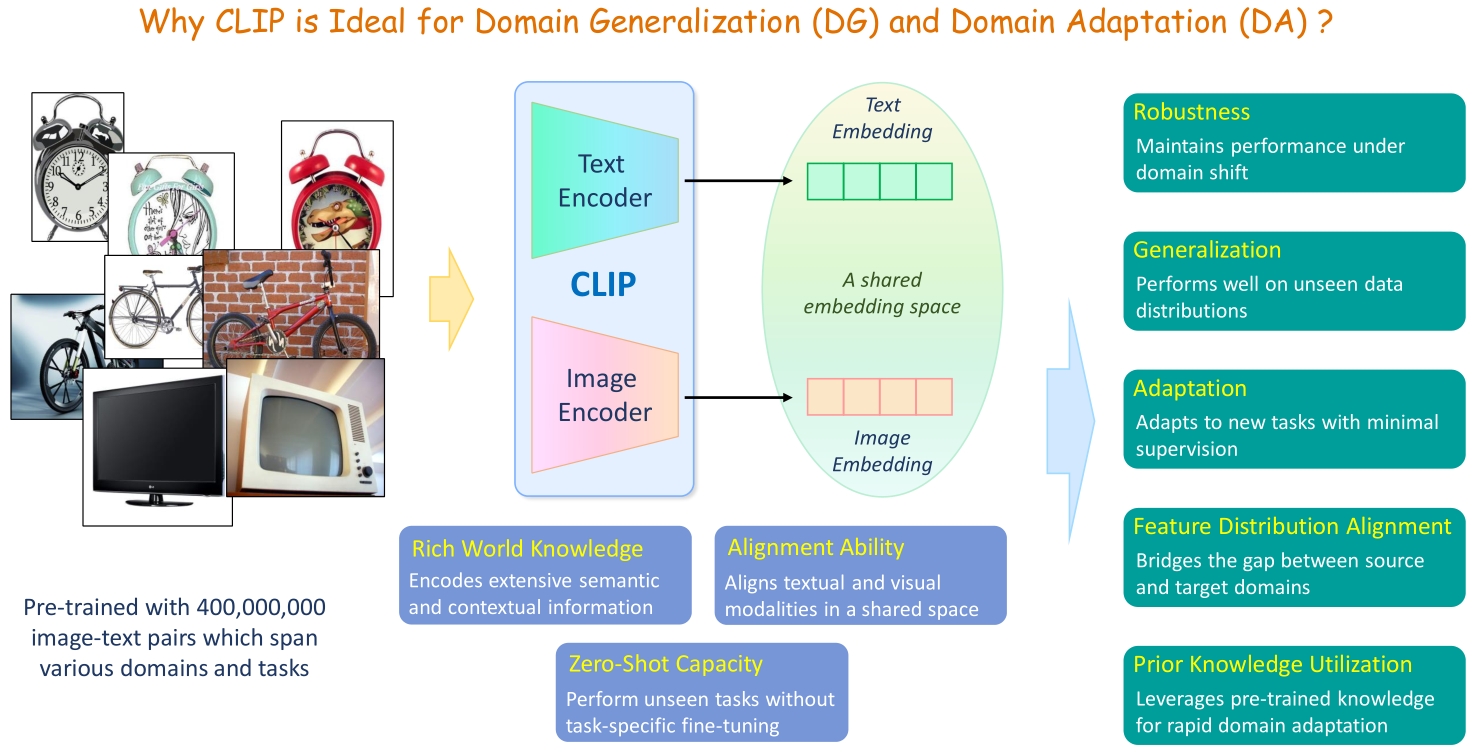 Why CLIP is Ideal for Domain Generalization (DG) and Domain Adaptation (DA) ?
Text
Encoder
CLIP
Image
Encoder
Text
Embedding
A shared
embedding space
Image
Embedding
Pre-trained with 400,000,000
image-text pairs which span
various domains and tasks
Rich World Knowledge
Encodes extensive semantic
and contextual information
Alignment Ability
Aligns textual and visual
modalities in a shared space
Zero-Shot Capacity
Perform unseen tasks without
task-specific fine-tuning
Robustness
Maintains performance under
domain shift
Generalization
Performs well on unseen data
distributions
Adaptation
Adapts to new tasks with minimal
supervision
Feature Distribution Alignment
Bridges the gap between source
and target domains
Prior Knowledge Utilization
Leverages pre-trained knowledge
for rapid domain adaptation